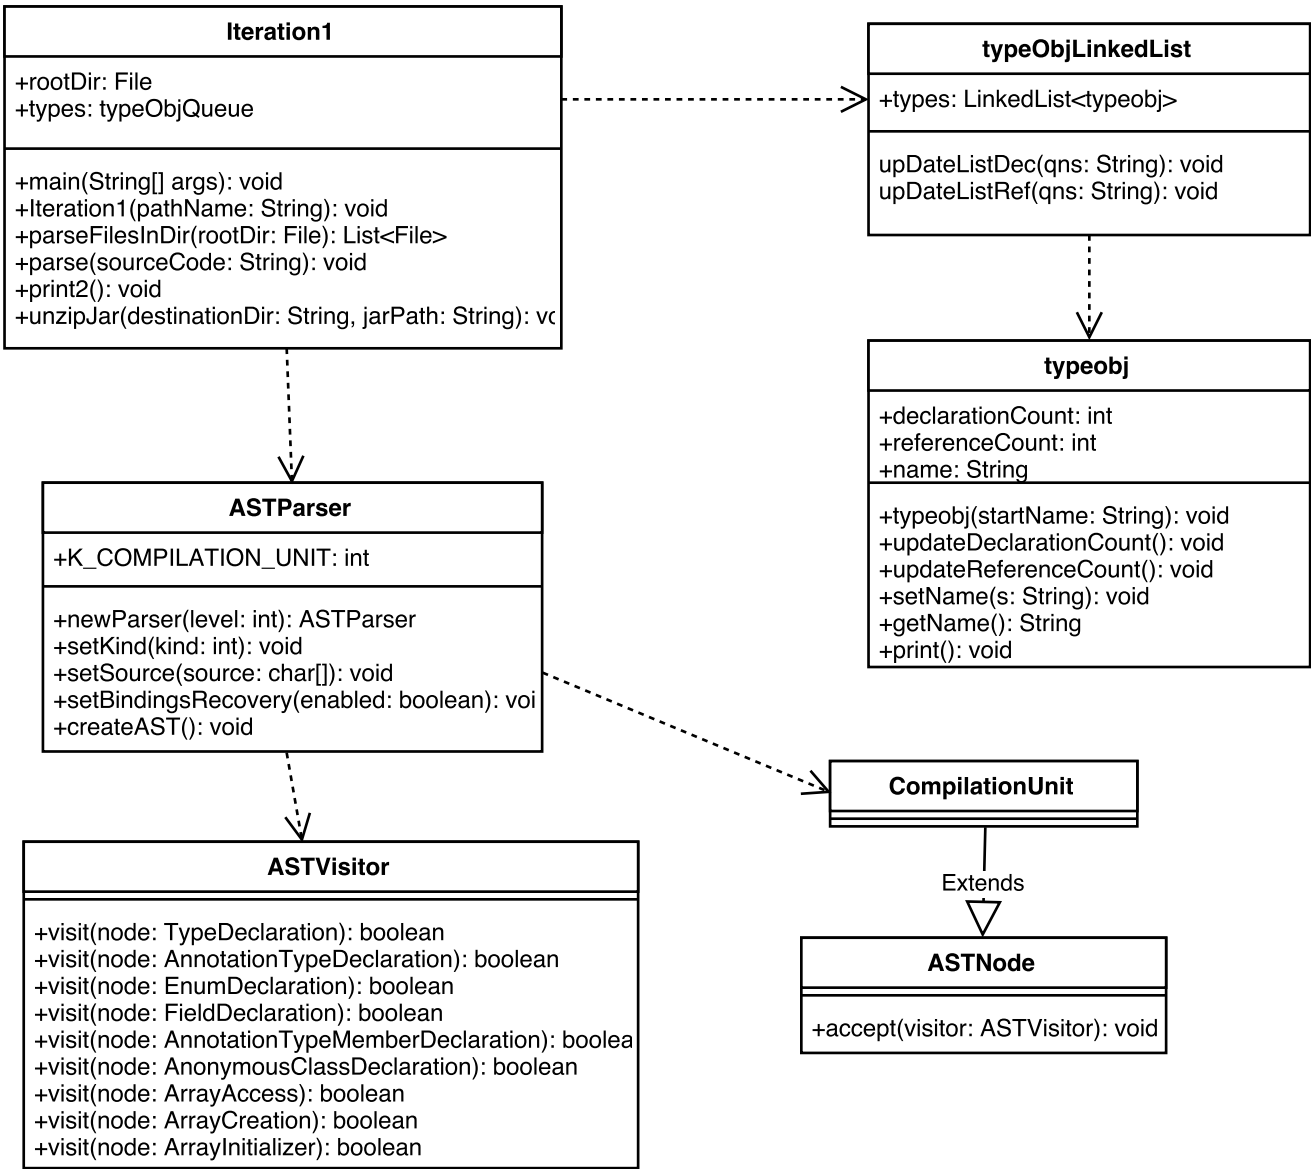 Iteration1
+rootDir: File
+types: typeObjQueue
+main(String[] args): void
+Iteration1(pathName: String): void
+parseFilesInDir(rootDir: File): List<File>
+parse(sourceCode: String): void
+print2(): void
+unzipJar(destinationDir: String, jarPath: String): vo
typeObjLinkedList
+types: LinkedList<typeobj>
upDateListDec(qns: String): void
upDateListRef(qns: String): void
typeobj
+declarationCount: int
+referenceCount: int
+name: String
+typeobj(startName: String): void
+updateDeclarationCount(): void
+updateReferenceCount(): void
+setName(s: String): void
+getName(): String
+print(): void
ASTParser
+K_COMPILATION_UNIT: int
+newParser(level: int): ASTParser
+setKind(kind: int): void
+setSource(source: char[]): void
+setBindingsRecovery(enabled: boolean): voi
+createAST(): void
CompilationUnit
Extends
ASTNode
+accept(visitor: ASTVisitor): void
ASTVisitor
+visit(node: TypeDeclaration): boolean
+visit(node: AnnotationTypeDeclaration): boolean
+visit(node: EnumDeclaration): boolean
+visit(node: FieldDeclaration): boolean
+visit(node: AnnotationTypeMemberDeclaration): boolea
+visit(node: AnonymousClassDeclaration): boolean
+visit(node: ArrayAccess): boolean
+visit(node: ArrayCreation): boolean
+visit(node: ArrayInitializer): boolean